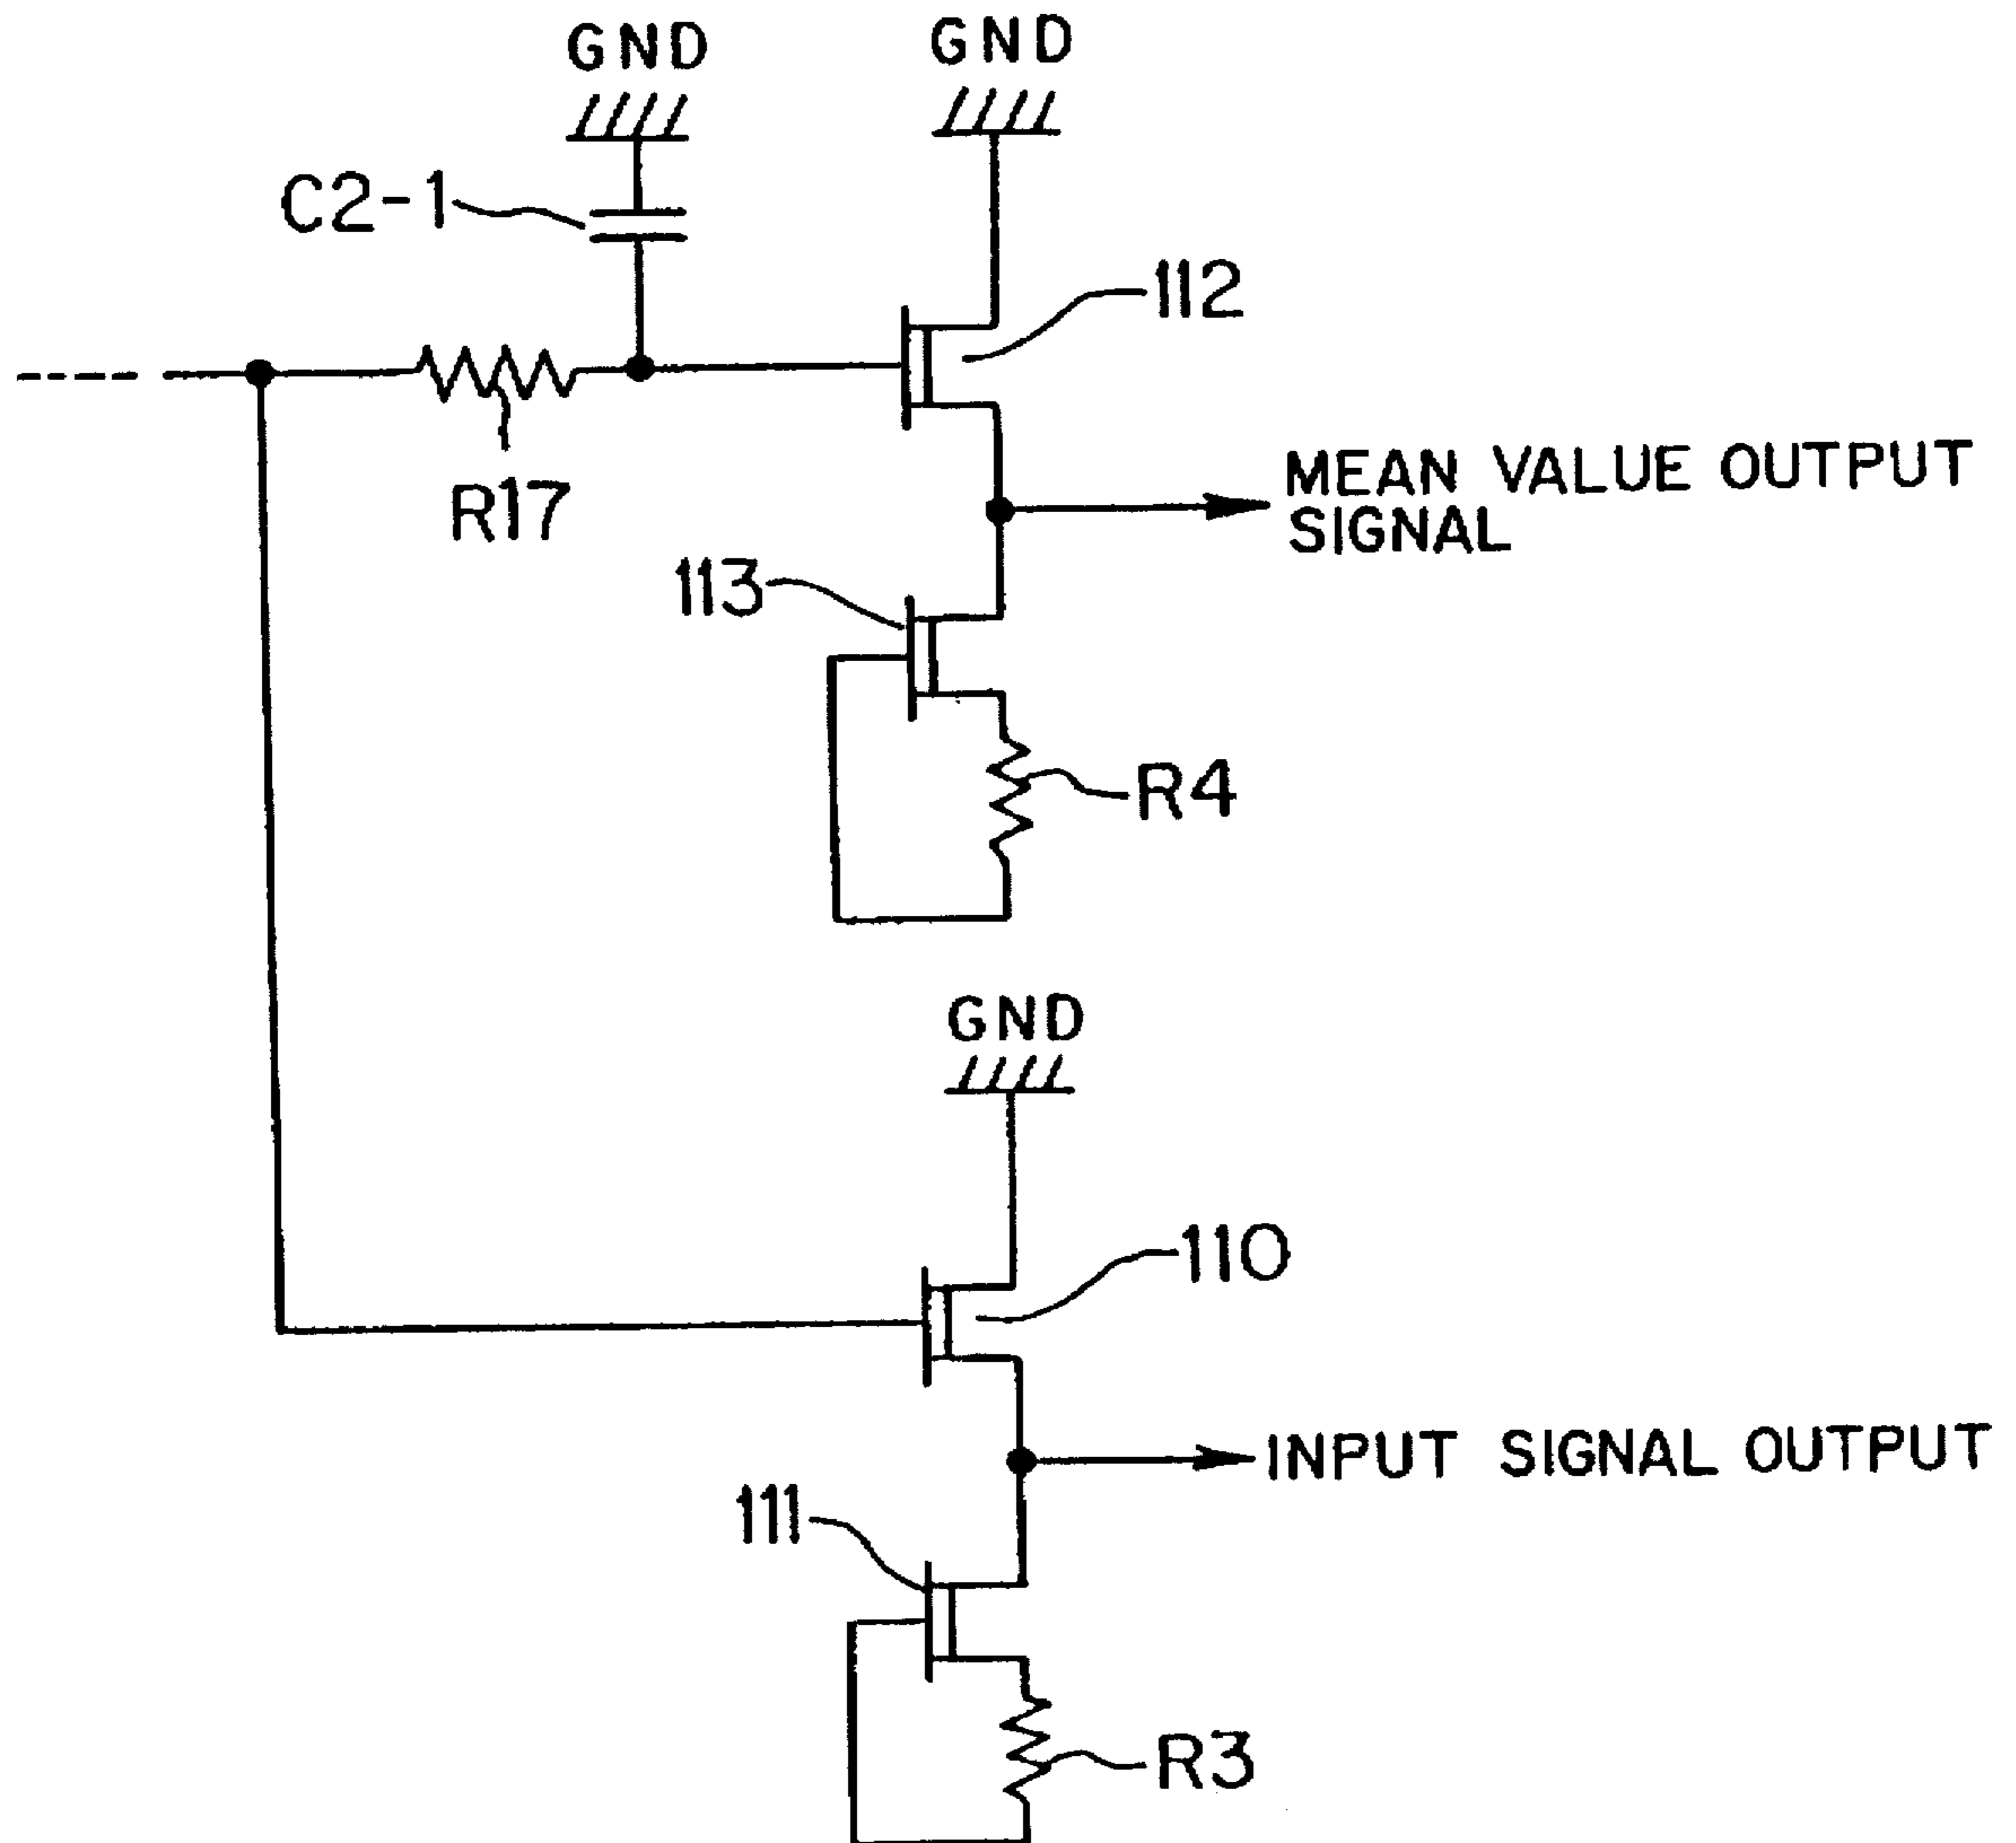 GND
GND
C2-1
112
R17
MEAN VALUE OUTPUT
SIGNAL
113
R4
GND
110
INPUT SIGNAL OUTPUT
111
R3